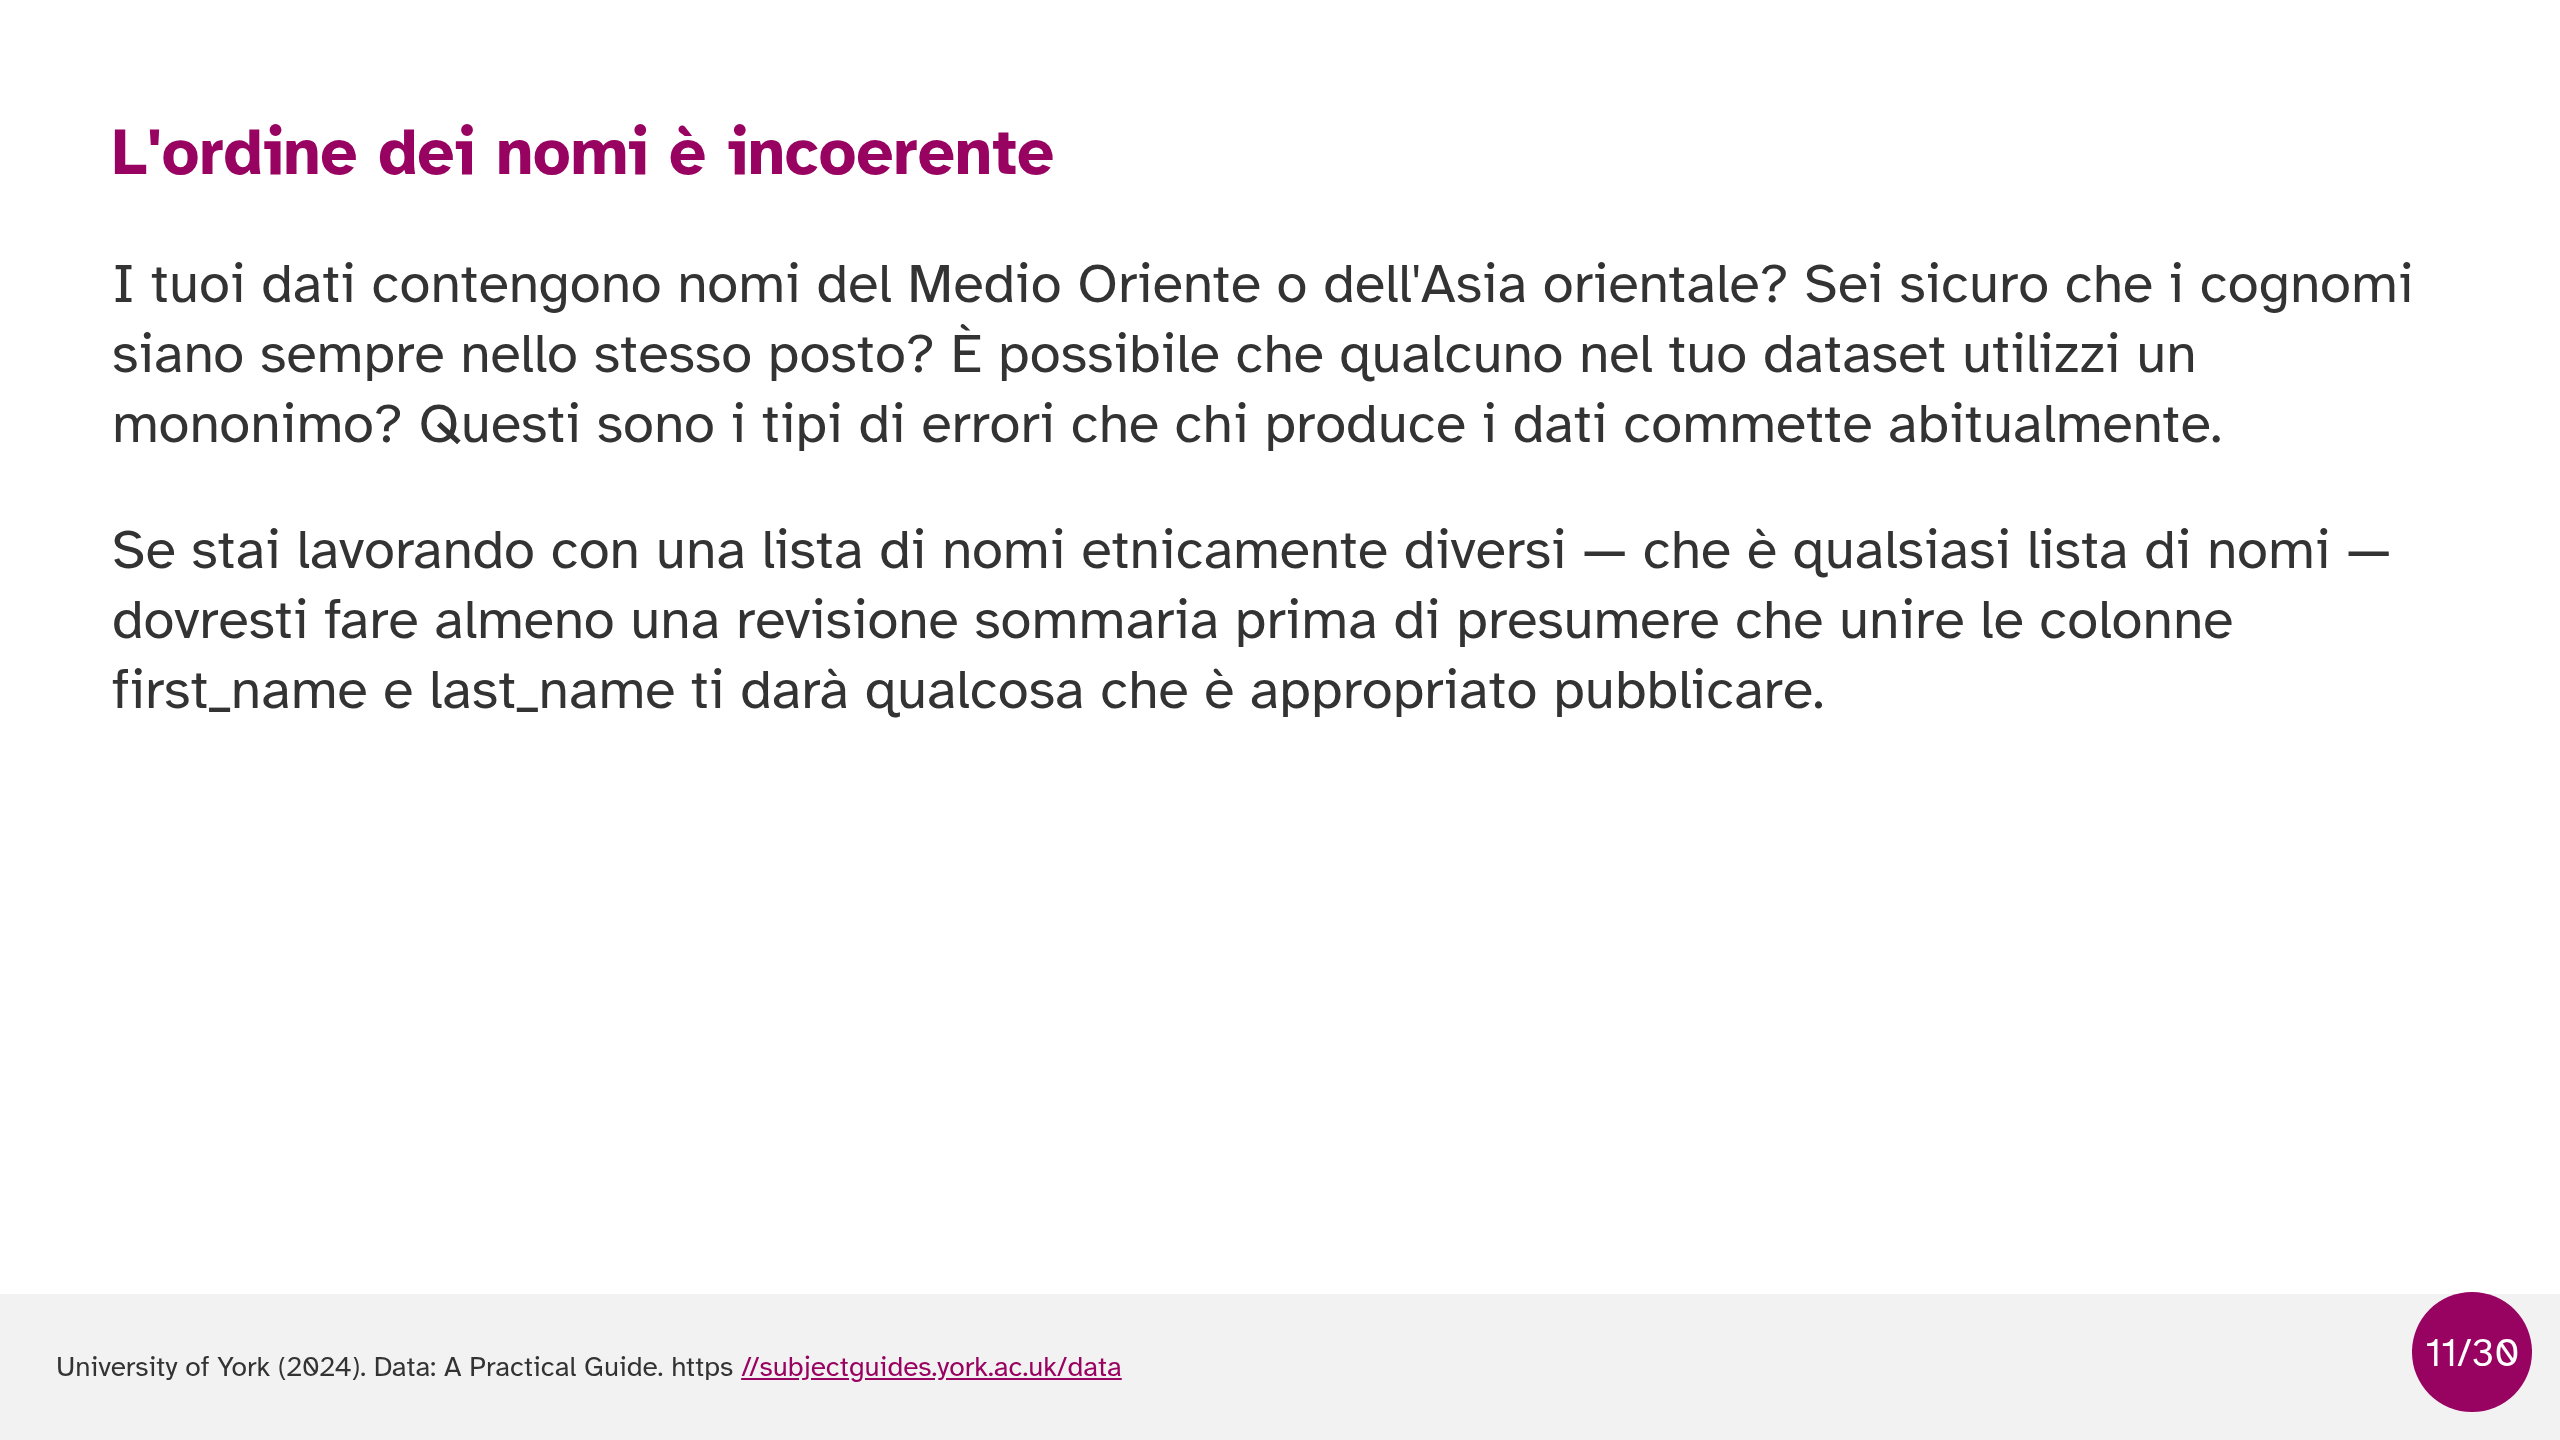 L'ordine dei nomi è incoerente
I tuoi dati contengono nomi del Medio Oriente o dell'Asia orientale? Sei sicuro che i cognomi
siano sempre nello stesso posto? È possibile che qualcuno nel tuo dataset utilizzi un
mononimo? Questi sono i tipi di errori che chi produce i dati commette abitualmente.
Se stai lavorando con una lista di nomi etnicamente diversi — che è qualsiasi lista di nomi —
dovresti fare almeno una revisione sommaria prima di presumere che unire le colonne
first_name e last_name ti darà qualcosa che è appropriato pubblicare.
University of York (2024). Data: A Practical Guide. https //subjectguides.york.ac.uk/data
11/30